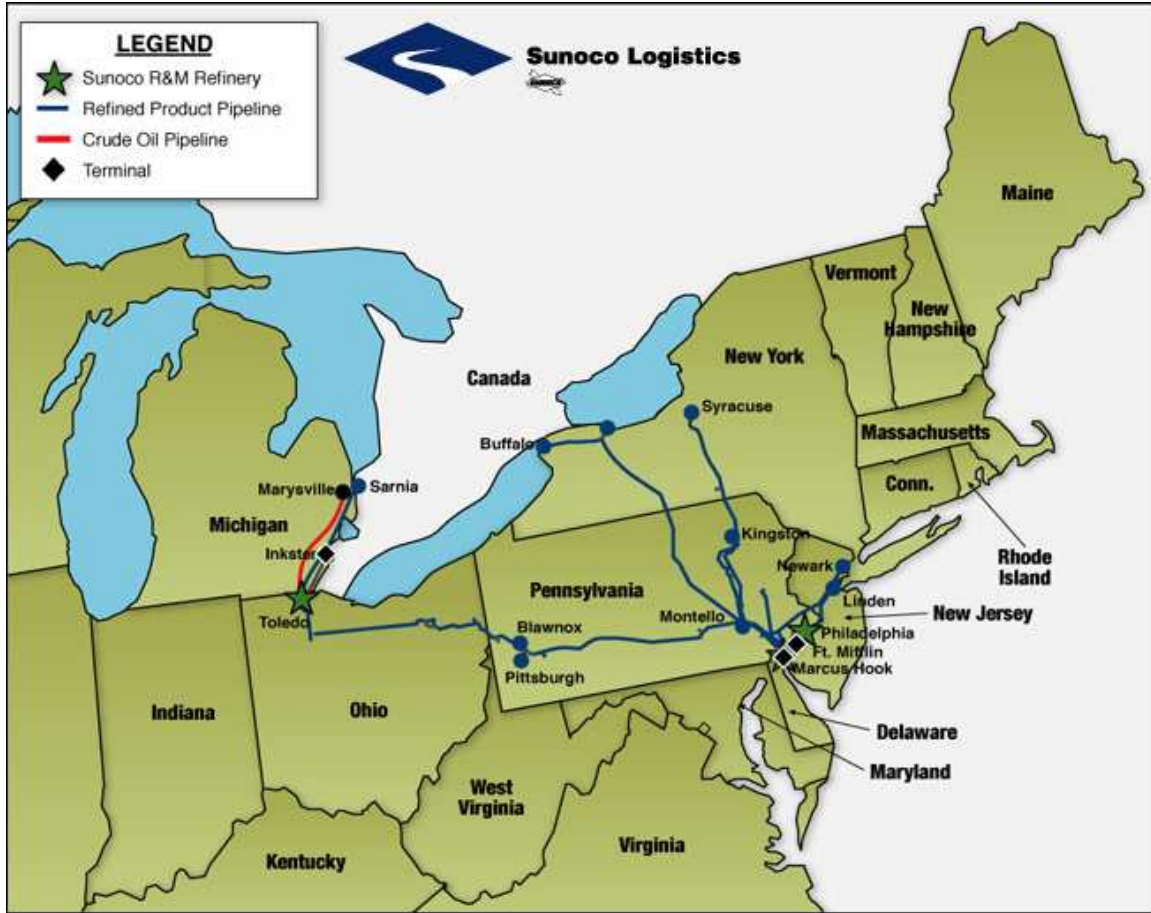 LEGEND
Sunoco R&M Refinery
Refined Product Pipeline
Crude Oil Pipeline
Terminal
Sunoco Logistics
SUNOCO
Maine
Vermont
New
Hampshire
New York
Canada
Syracuse
Buffalo
Massachusetts
Conn.
Marysville
Sarnia
Michigan
Inkster
Kingston
Rhode
Island
Newark
Pennsylvania
Linden
New Jersey
Toledo
Montello
Blawnox
Philadelphia
Ft. Mifflin
Marcus Hook
Pittsburgh
Indiana
Ohio
Delaware
Maryland
West
Virginia
Virginia
Kentucky